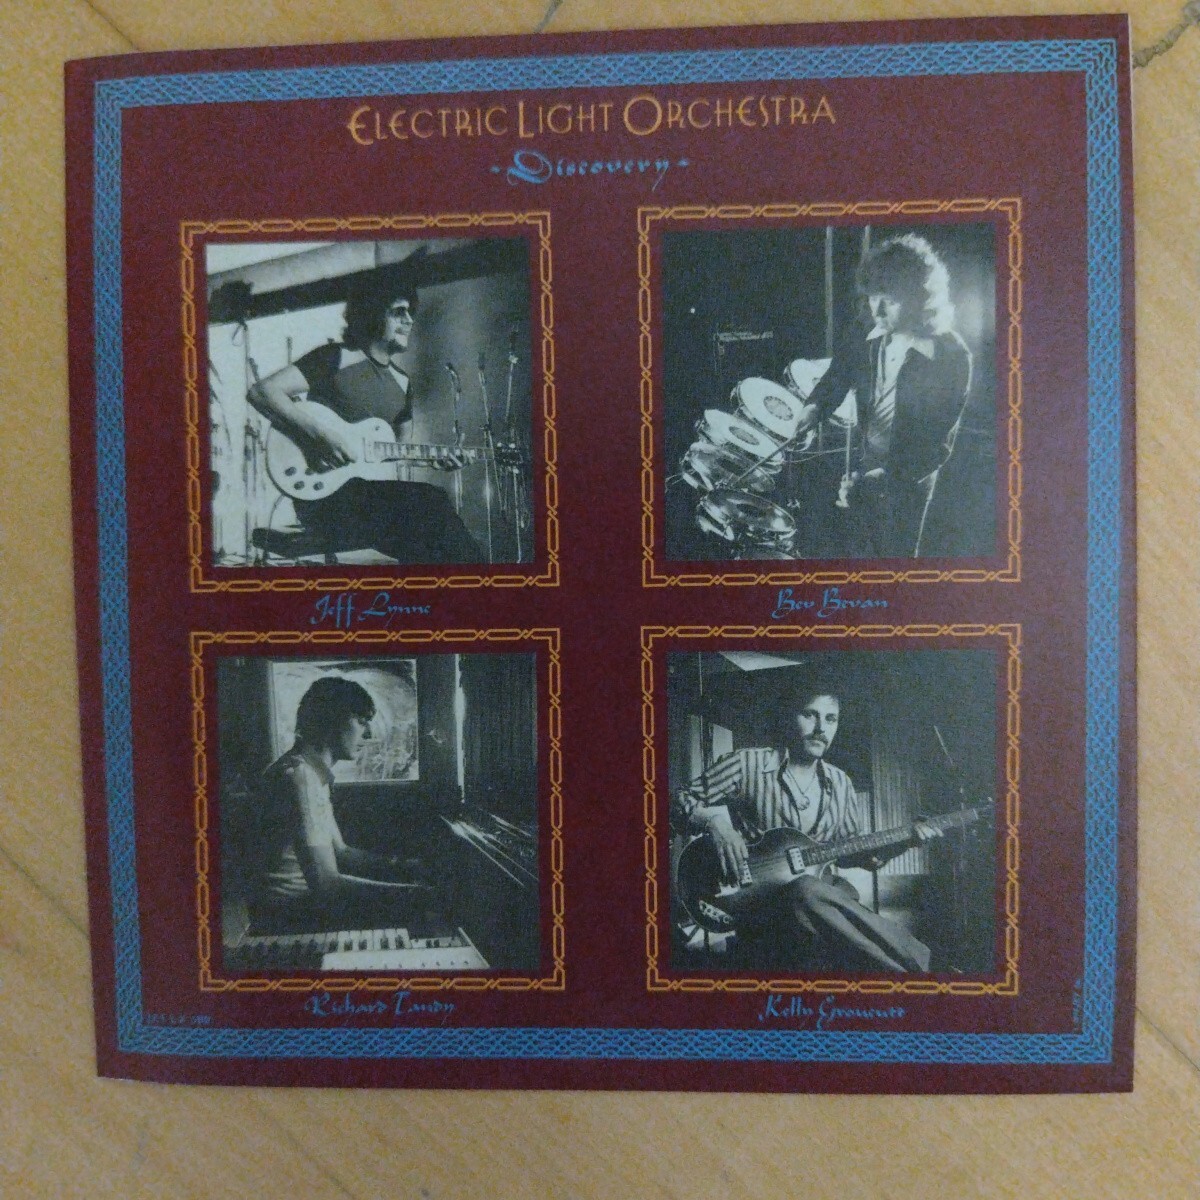 ELECTRIC LIGHT ORCHESTRA
-Discovery-
Jeff Lynne
Bev Bevan
Richard Tandy
Kelly Groucutt